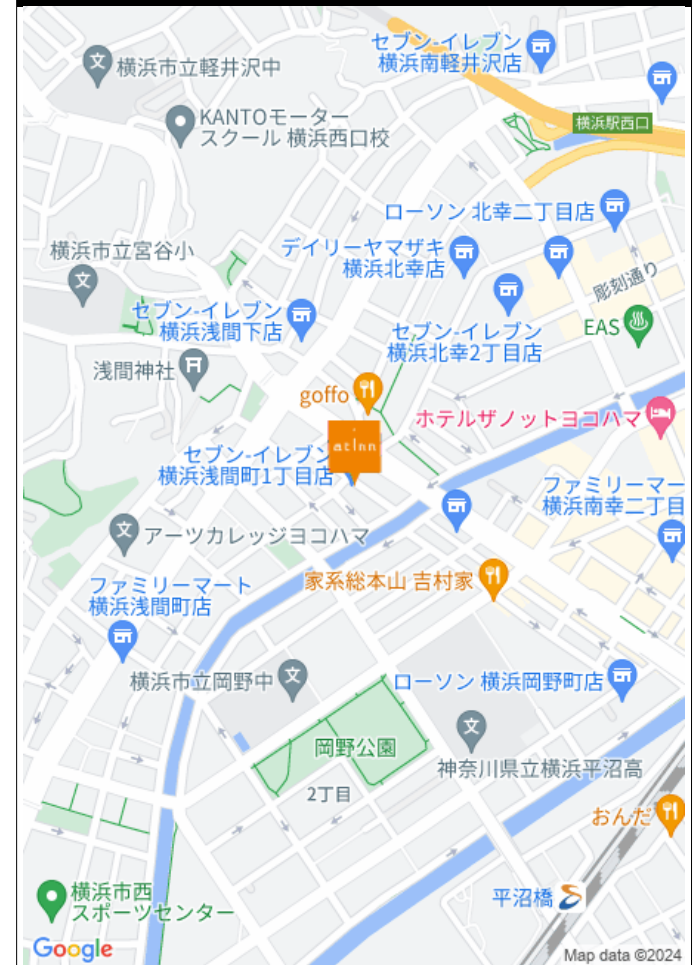 セブン-イレブン
横浜南軽井沢店
横浜市立軽井沢中
KANTOモーター
スクール 横浜西口校
横浜駅西口
ローソン 北幸二丁目店
デイリーヤマザキ
横浜北幸店
横浜市立宮谷小
彫刻通り
セブン-イレブン
横浜浅間下店
EAS
セブン-イレブン
横浜北幸2丁目店
浅間神社
goffo
ホテルザノットヨコハマ
atinn
セブン-イレブン
横浜浅間町1丁目店
ファミリーマー
横浜南幸二丁目
アーツカレッジヨコハマ
家系総本山 吉村家
ファミリーマート
横浜浅間町店
横浜市立岡野中
ローソン 横浜岡野町店
岡野公園
神奈川県立横浜平沼高
2丁目
おんだ
横浜市西
スポーツセンター
平沼橋
Google
Map data ©2024